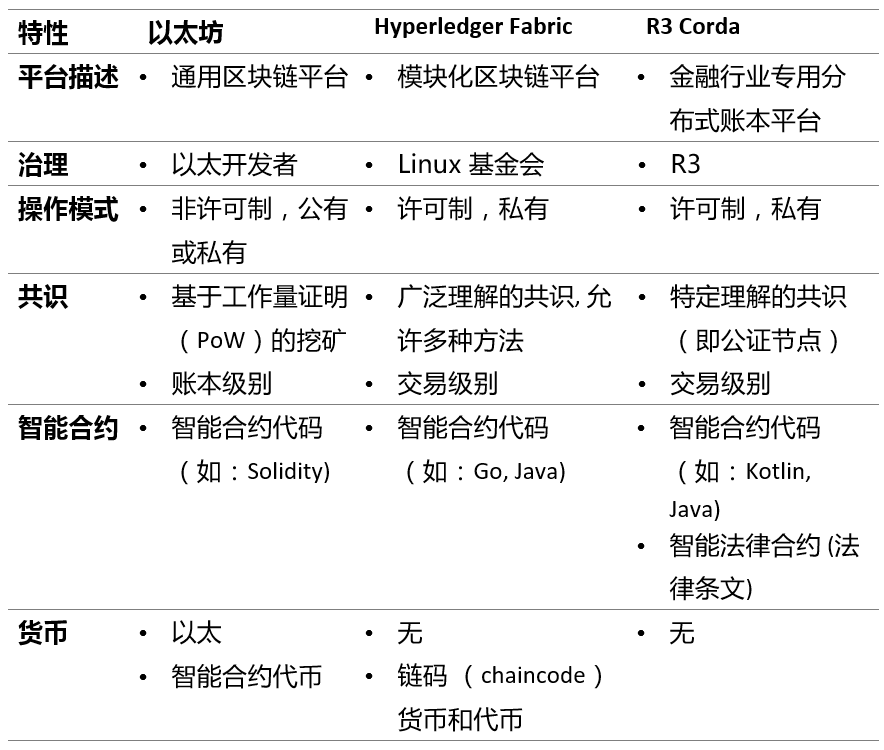 特性 以太坊 Hyperledger Fabric R3 Corda
平台描述 • 通用区块链平台 • 模块化区块链平台 • 金融行业专用分
布式账本平台
治理 • 以太开发者 • Linux 基金会 • R3
操作模式 • 非许可制，公有 • 许可制，私有 • 许可制，私有
或私有
共识 • 基于工作量证明 • 广泛理解的共识, 允 • 特定理解的共识
（PoW）的挖矿 许多种方法 （即公证节点）
• 账本级别 • 交易级别 • 交易级别
智能合约 • 智能合约代码 • 智能合约代码 • 智能合约代码
（如：Solidity) （如：Go, Java) （如：Kotlin,
Java)
• 智能法律合约 (法
律条文)
货币 • 以太 • 无 • 无
• 智能合约代币 • 链码 （chaincode）
货币和代币